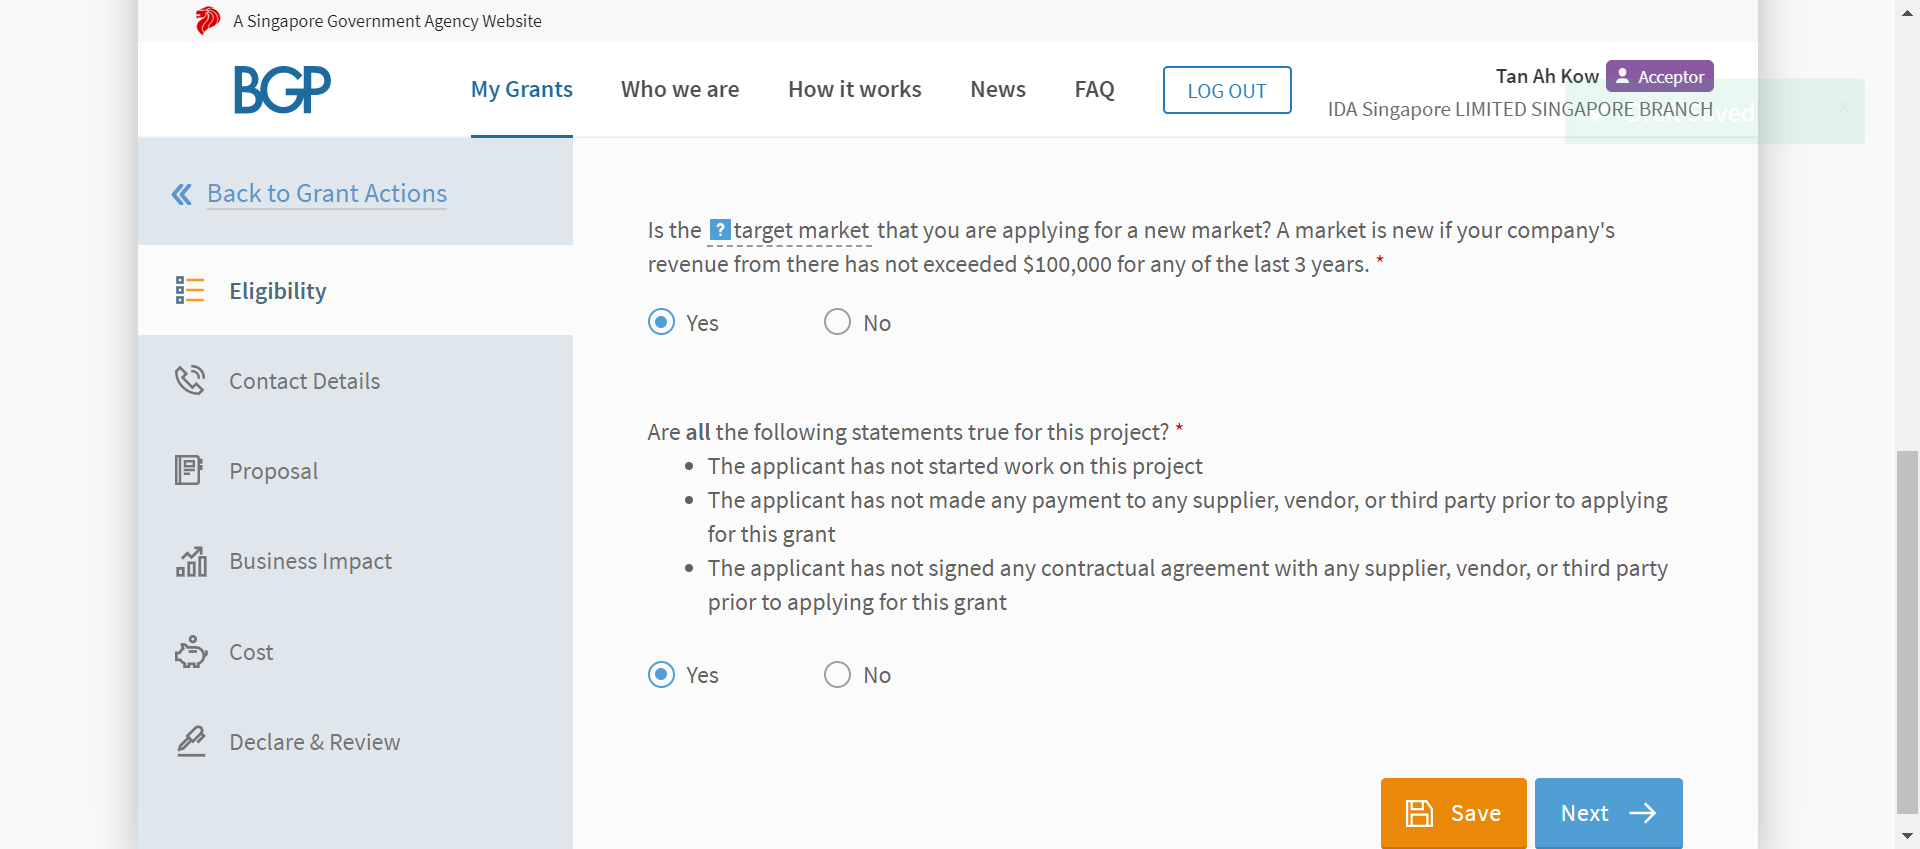 A Singapore Government Agency Website
BGP
My Grants
Who we are
How it works
News
FAQ
LOG OUT
Tan Ah Kow
Acceptor
IDA Singapore LIMITED SINGAPORE BRANCH
Back to Grant Actions
Eligibility
Contact Details
Proposal
Business Impact
Cost
Declare & Review
Is the ? target market that you are applying for a new market? A market is new if your company's
revenue from there has not exceeded $100,000 for any of the last 3 years. *
Yes
No
Are all the following statements true for this project? *
• The applicant has not started work on this project
• The applicant has not made any payment to any supplier, vendor, or third party prior to applying
for this grant
• The applicant has not signed any contractual agreement with any supplier, vendor, or third party
prior to applying for this grant
Yes
No
Save
Next